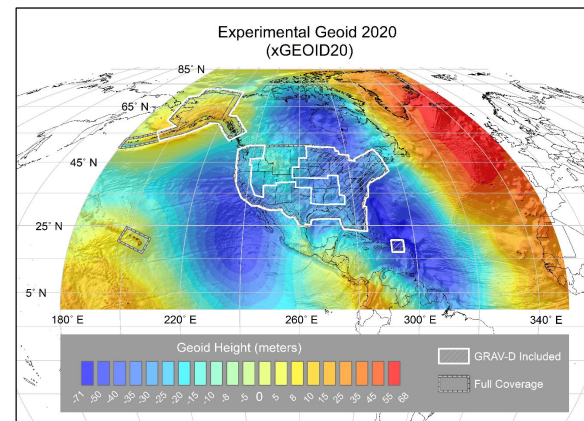 Experimental Geoid 2020
(xGEOID20)
85° N
65° N
45° N
25° N
5° N
180° E
220° E
260° E
300° E
340° E
Geoid Height (meters)
-71 -50 -40 -35 -30 -25 -20 -15 -10 -8 -5 0 5 8 15 25 35 45 55 68
GRAV-D Included
Full Coverage